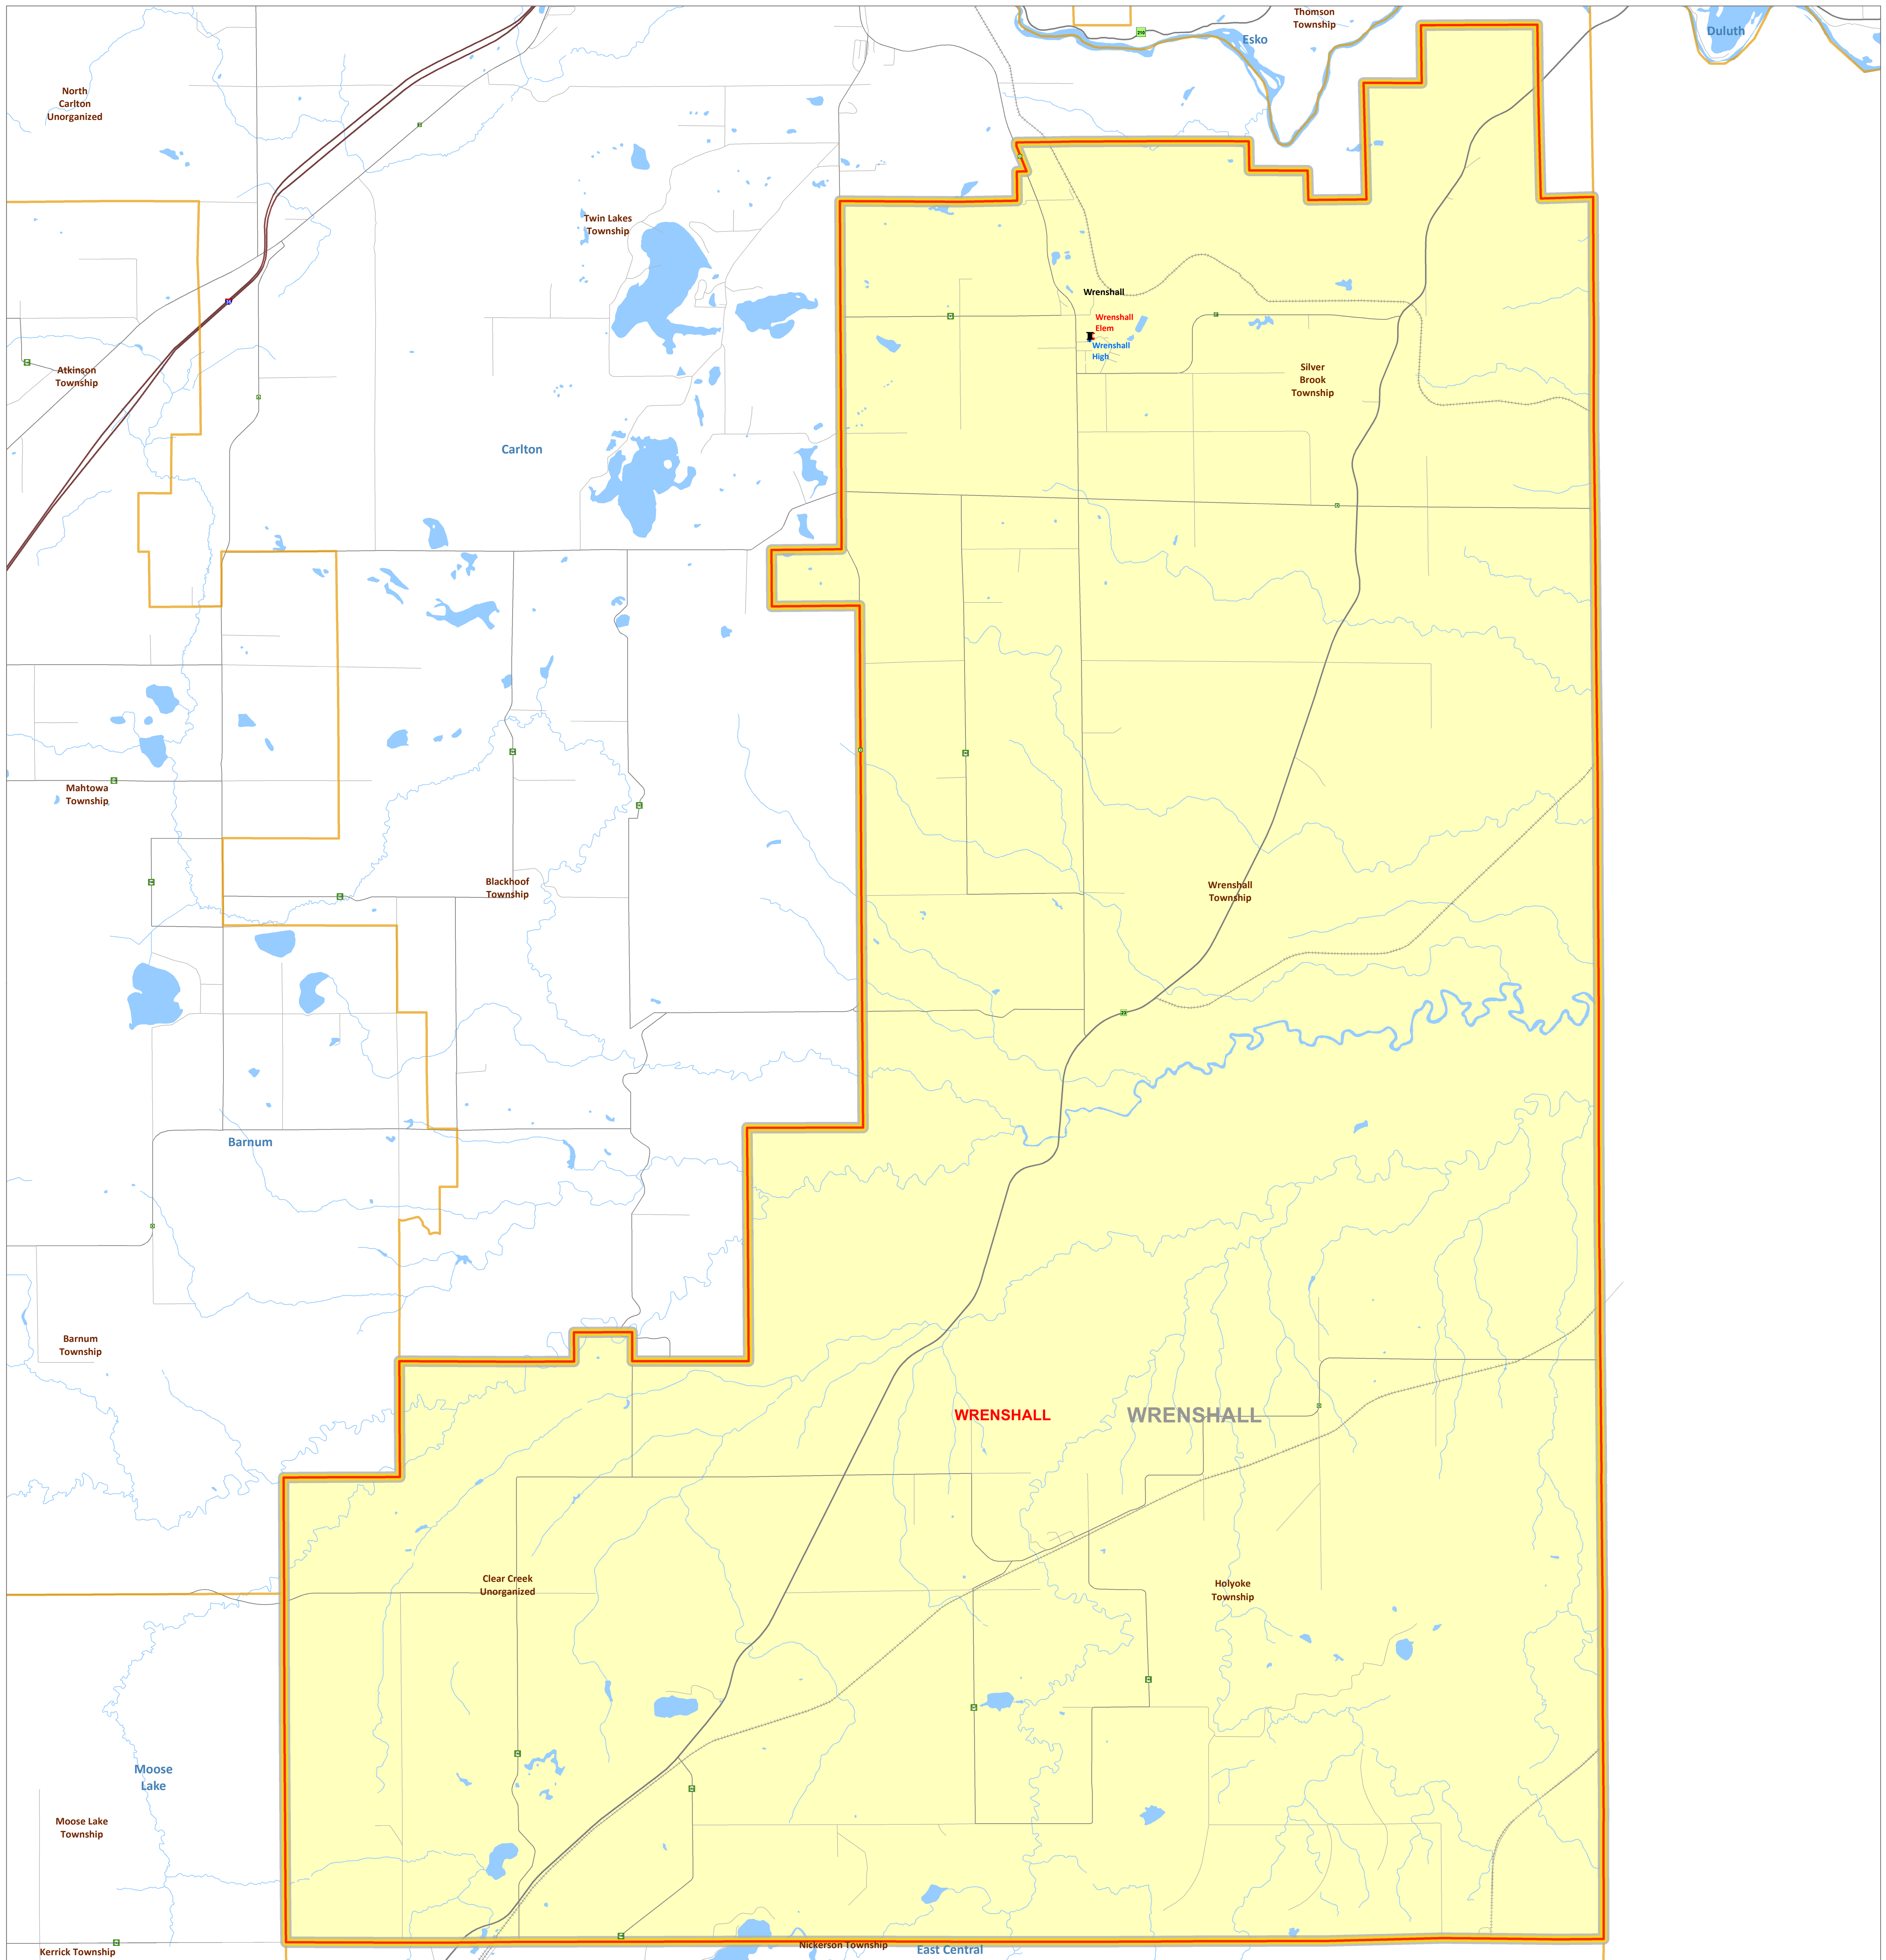 Thomson
Township
210
Esko
Duluth
North
Carlton
Unorganized
Twin Lakes
Township
Wrenshall
Wrenshall
Elem
Wrenshall
High
Atkinson
Township
Silver
Brook
Township
Carlton
Mahtowa
Township
Blackhoof
Township
Wrenshall
Township
23
Barnum
Barnum
Township
WRENSHALL
WRENSHALL
Clear Creek
Unorganized
Holyoke
Township
Moose
Lake
Moose Lake
Township
Kerrick Township
Nickerson Township
East Central